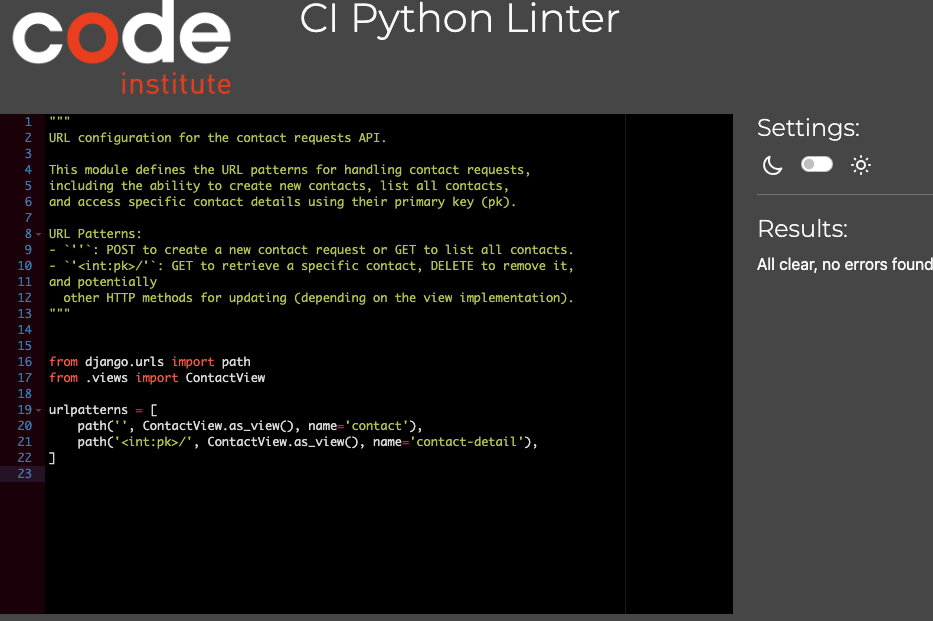 code
institute
CI Python Linter
1 """
2 URL configuration for the contact requests API.
3
4 This module defines the URL patterns for handling contact requests,
5 including the ability to create new contacts, list all contacts,
6 and access specific contact details using their primary key (pk).
7
8 URL Patterns:
9 - `''`: POST to create a new contact request or GET to list all contacts.
10 - `'<int:pk>/'`: GET to retrieve a specific contact, DELETE to remove it,
11 and potentially
12   other HTTP methods for updating (depending on the view implementation).
13 """
14
15
16 from django.urls import path
17 from .views import ContactView
18
19 urlpatterns = [
20     path('', ContactView.as_view(), name='contact'),
21     path('<int:pk>/', ContactView.as_view(), name='contact-detail'),
22 ]
23
Settings:
Results:
All clear, no errors found